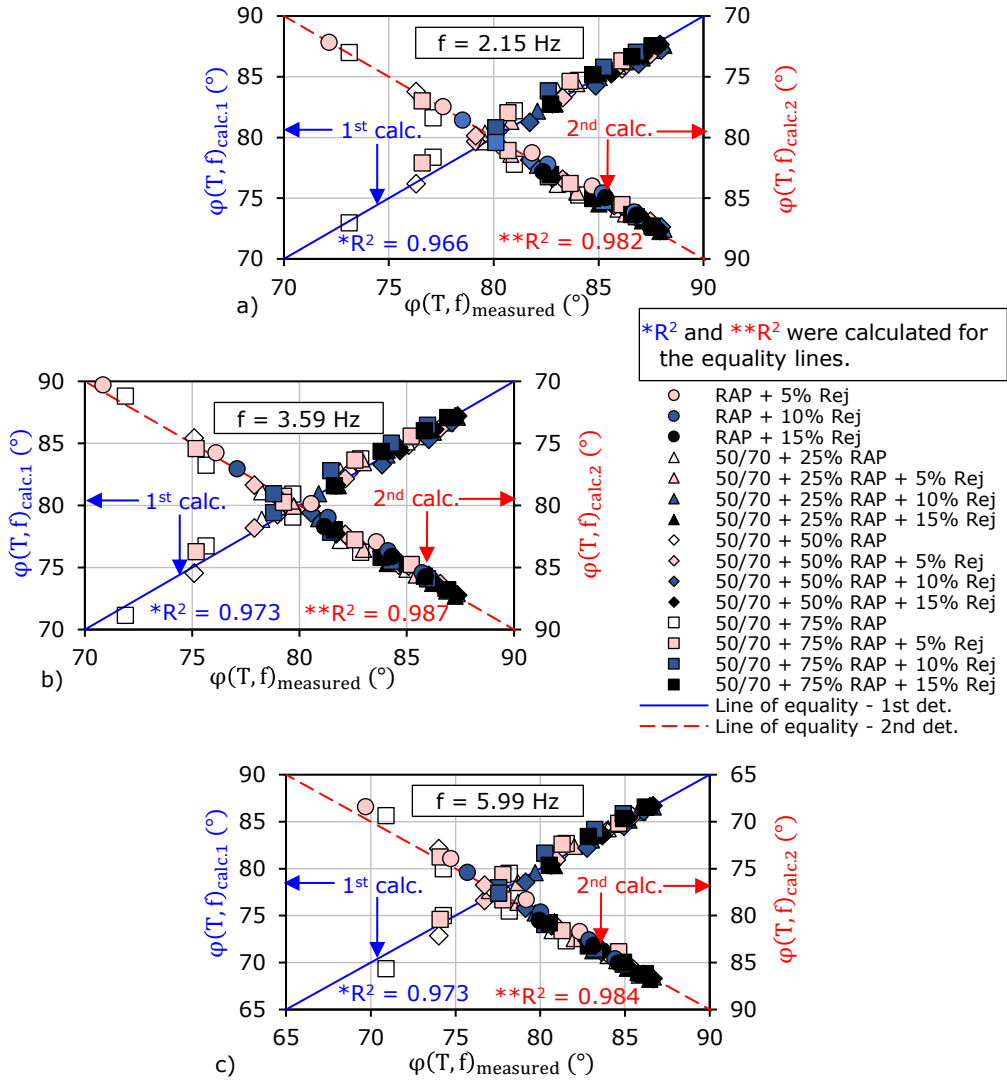 90
85
80
75
70
φ(T, f)calc.1 (°)
f = 2.15 Hz
1st calc.
2nd calc.
*R² = 0.966
**R² = 0.982
70
75
80
85
90
φ(T, f)calc.2 (°)
70
75
80
85
90
a)
φ(T, f)measured (°)
*R² and **R² were calculated for
the equality lines.
RAP + 5% Rej
RAP + 10% Rej
RAP + 15% Rej
50/70 + 25% RAP
50/70 + 25% RAP + 5% Rej
50/70 + 25% RAP + 10% Rej
50/70 + 25% RAP + 15% Rej
50/70 + 50% RAP
50/70 + 50% RAP + 5% Rej
50/70 + 50% RAP + 10% Rej
50/70 + 50% RAP + 15% Rej
50/70 + 75% RAP
50/70 + 75% RAP + 5% Rej
50/70 + 75% RAP + 10% Rej
50/70 + 75% RAP + 15% Rej
Line of equality - 1st det.
Line of equality - 2nd det.
90
85
80
75
70
φ(T, f)calc.1 (°)
f = 3.59 Hz
1st calc.
2nd calc.
*R² = 0.973
**R² = 0.987
70
75
80
85
90
φ(T, f)calc.2 (°)
70
75
80
85
90
b)
φ(T, f)measured (°)
90
85
80
75
70
65
φ(T, f)calc.1 (°)
f = 5.99 Hz
1st calc.
2nd calc.
*R² = 0.973
**R² = 0.984
65
70
75
80
85
90
φ(T, f)calc.2 (°)
65
70
75
80
85
90
c)
φ(T, f)measured (°)